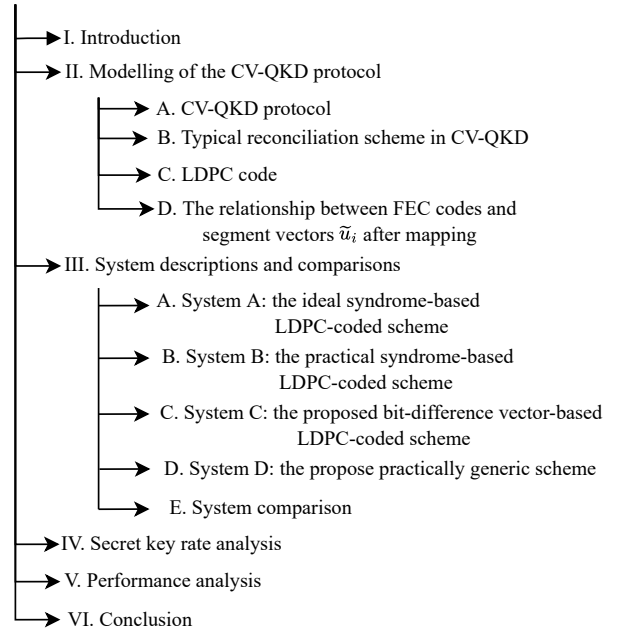 I. Introduction
II. Modelling of the CV-QKD protocol
A. CV-QKD protocol
B. Typical reconciliation scheme in CV-QKD
C. LDPC code
D. The relationship between FEC codes and
segment vectors ũᵢ after mapping
III. System descriptions and comparisons
A. System A: the ideal syndrome-based
LDPC-coded scheme
B. System B: the practical syndrome-based
LDPC-coded scheme
C. System C: the proposed bit-difference vector-based
LDPC-coded scheme
D. System D: the propose practically generic scheme
E. System comparison
IV. Secret key rate analysis
V. Performance analysis
VI. Conclusion